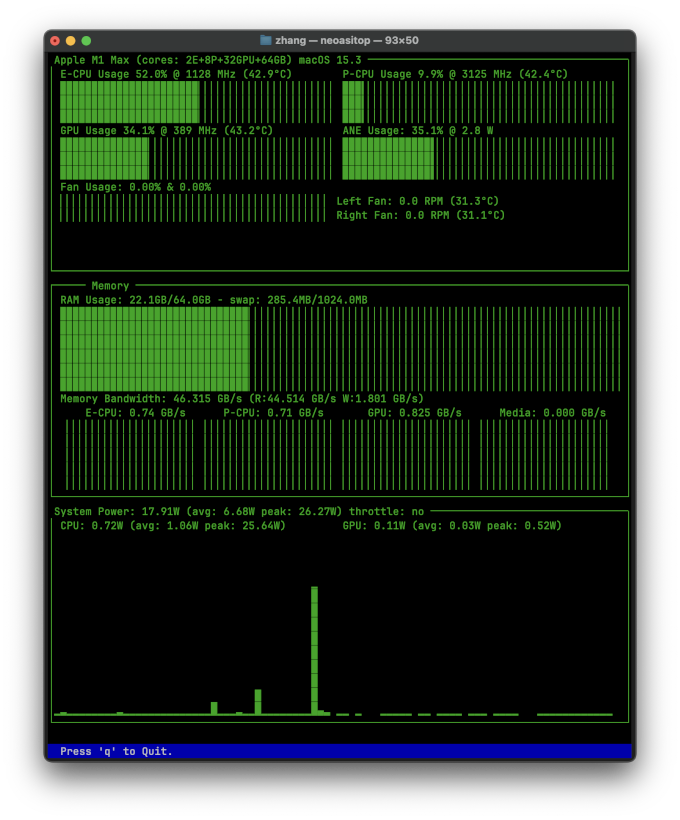 zhang — neoasitop — 93×50
Apple M1 Max (cores: 2E+8P+32GPU+64GB) macOS 15.3
E-CPU Usage 52.0% @ 1128 MHz (42.9°C) P-CPU Usage 9.9% @ 3125 MHz (42.4°C)
GPU Usage 34.1% @ 389 MHz (43.2°C) ANE Usage: 35.1% @ 2.8 W
Fan Usage: 0.00% & 0.00%
Left Fan: 0.0 RPM (31.3°C)
Right Fan: 0.0 RPM (31.1°C)
Memory
RAM Usage: 22.1GB/64.0GB - swap: 285.4MB/1024.0MB
Memory Bandwidth: 46.315 GB/s (R:44.514 GB/s W:1.801 GB/s)
E-CPU: 0.74 GB/s P-CPU: 0.71 GB/s GPU: 0.825 GB/s Media: 0.000 GB/s
System Power: 17.91W (avg: 6.68W peak: 26.27W) throttle: no
CPU: 0.72W (avg: 1.06W peak: 25.64W) GPU: 0.11W (avg: 0.03W peak: 0.52W)
Press 'q' to Quit.